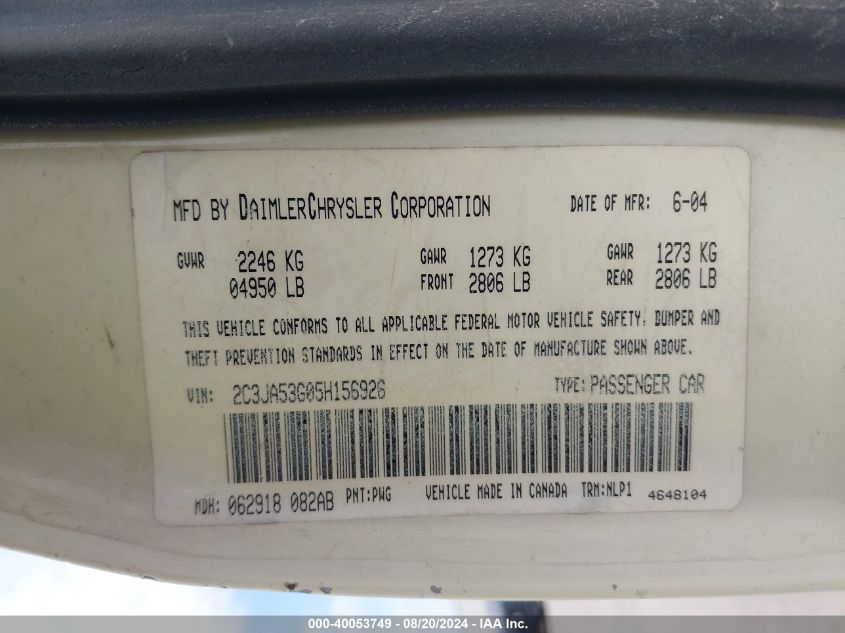 MFD BY DAIMLERCHRYSLER CORPORATION DATE OF MFR: 6-04
GVWR 2246 KG GAWR 1273 KG GAWR 1273 KG
04950 LB FRONT 2806 LB REAR 2806 LB
THIS VEHICLE CONFORMS TO ALL APPLICABLE FEDERAL MOTOR VEHICLE SAFETY, BUMPER AND
THEFT PREVENTION STANDARDS IN EFFECT ON THE DATE OF MANUFACTURE SHOWN ABOVE.
VIN: 2C3JA53G05H156926 TYPE: PASSENGER CAR
MDH: 062918 082AB PNT:PWG VEHICLE MADE IN CANADA TRM:NLP1 4648104
000-40053749 - 08/20/2024 - IAA Inc.